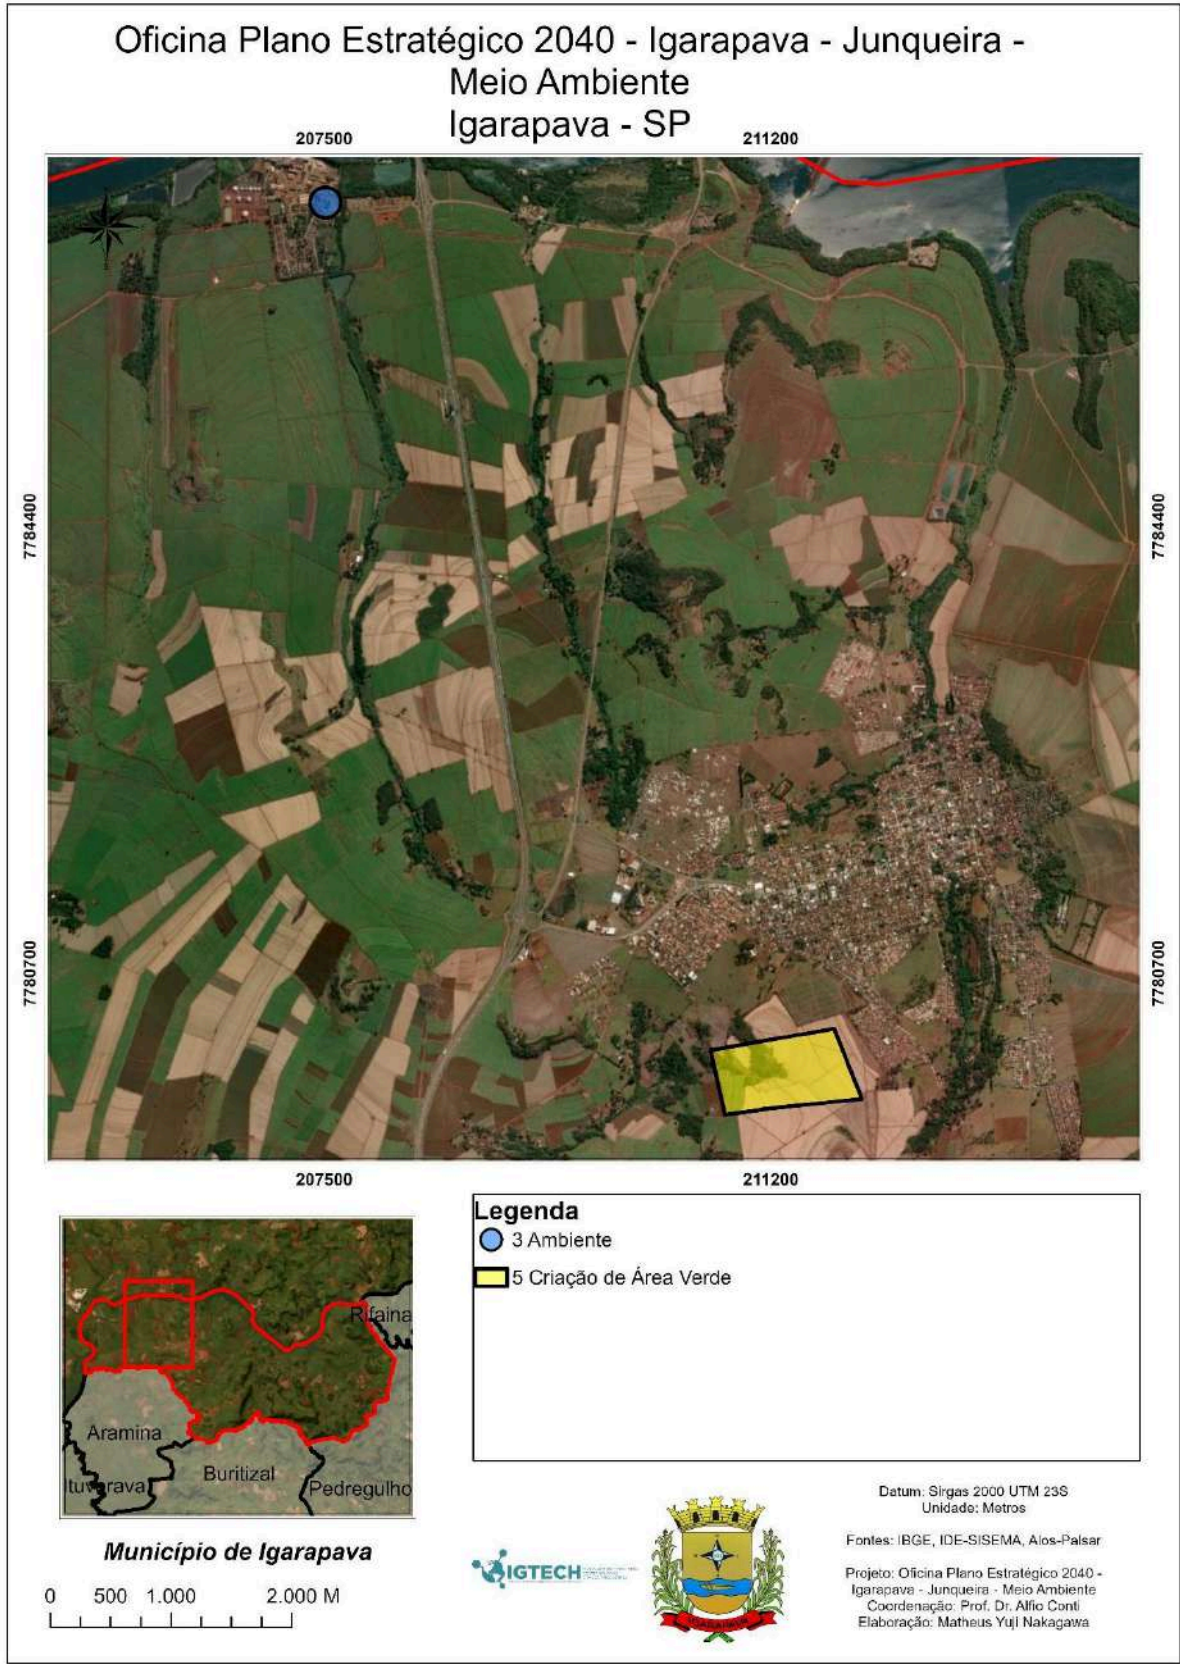 Oficina Plano Estratégico 2040 - Igarapava - Junqueira -
Meio Ambiente
Igarapava - SP
207500
211200
7784400
7784400
7780700
7780700
207500
211200
Legenda
3 Ambiente
5 Criação de Área Verde
Rifaina
Aramina
Buritizal
Pedregulho
Município de Igarapava
0 500 1.000 2.000 M
IGTECH
IGARAPAVA
Datum: Sirgas 2000 UTM 23S
Unidade: Metros
Fontes: IBGE, IDE-SISEMA, Alos-Palsar
Projeto: Oficina Plano Estratégico 2040 -
Igarapava - Junqueira - Meio Ambiente
Coordenação: Prof. Dr. Alfio Conti
Elaboração: Matheus Yuji Nakagawa